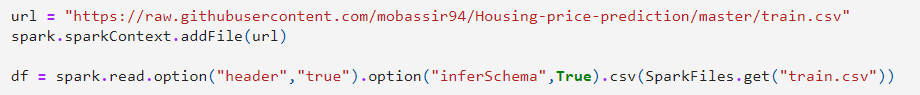 url = "https://raw.githubusercontent.com/mobassir94/Housing-price-prediction/master/train.csv"
spark.sparkContext.addFile(url)
df = spark.read.option("header","true").option("inferSchema",True).csv(SparkFiles.get("train.csv"))